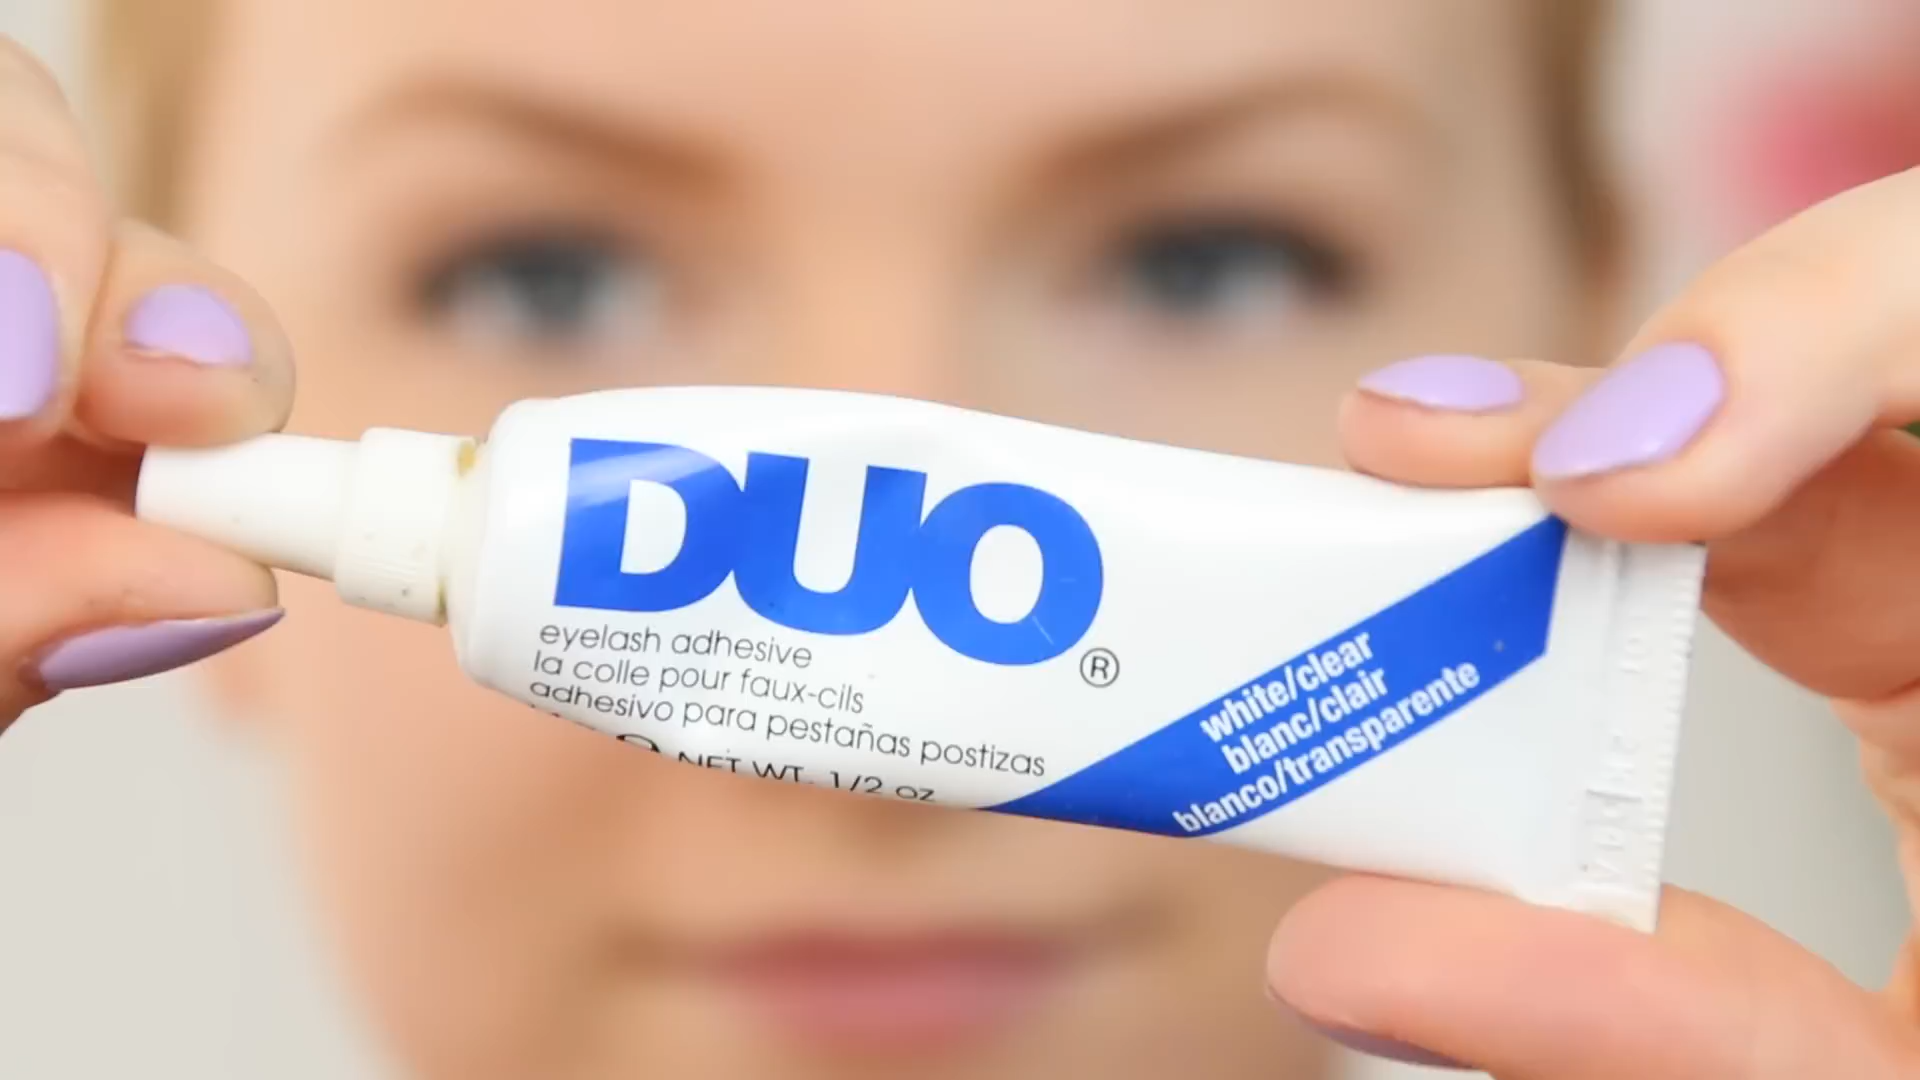 DUO®
eyelash adhesive
la colle pour faux-cils
adhesivo para pestañas postizas
NET WT. 1/2 oz
white/clear
blanc/clair
blanco/transparente